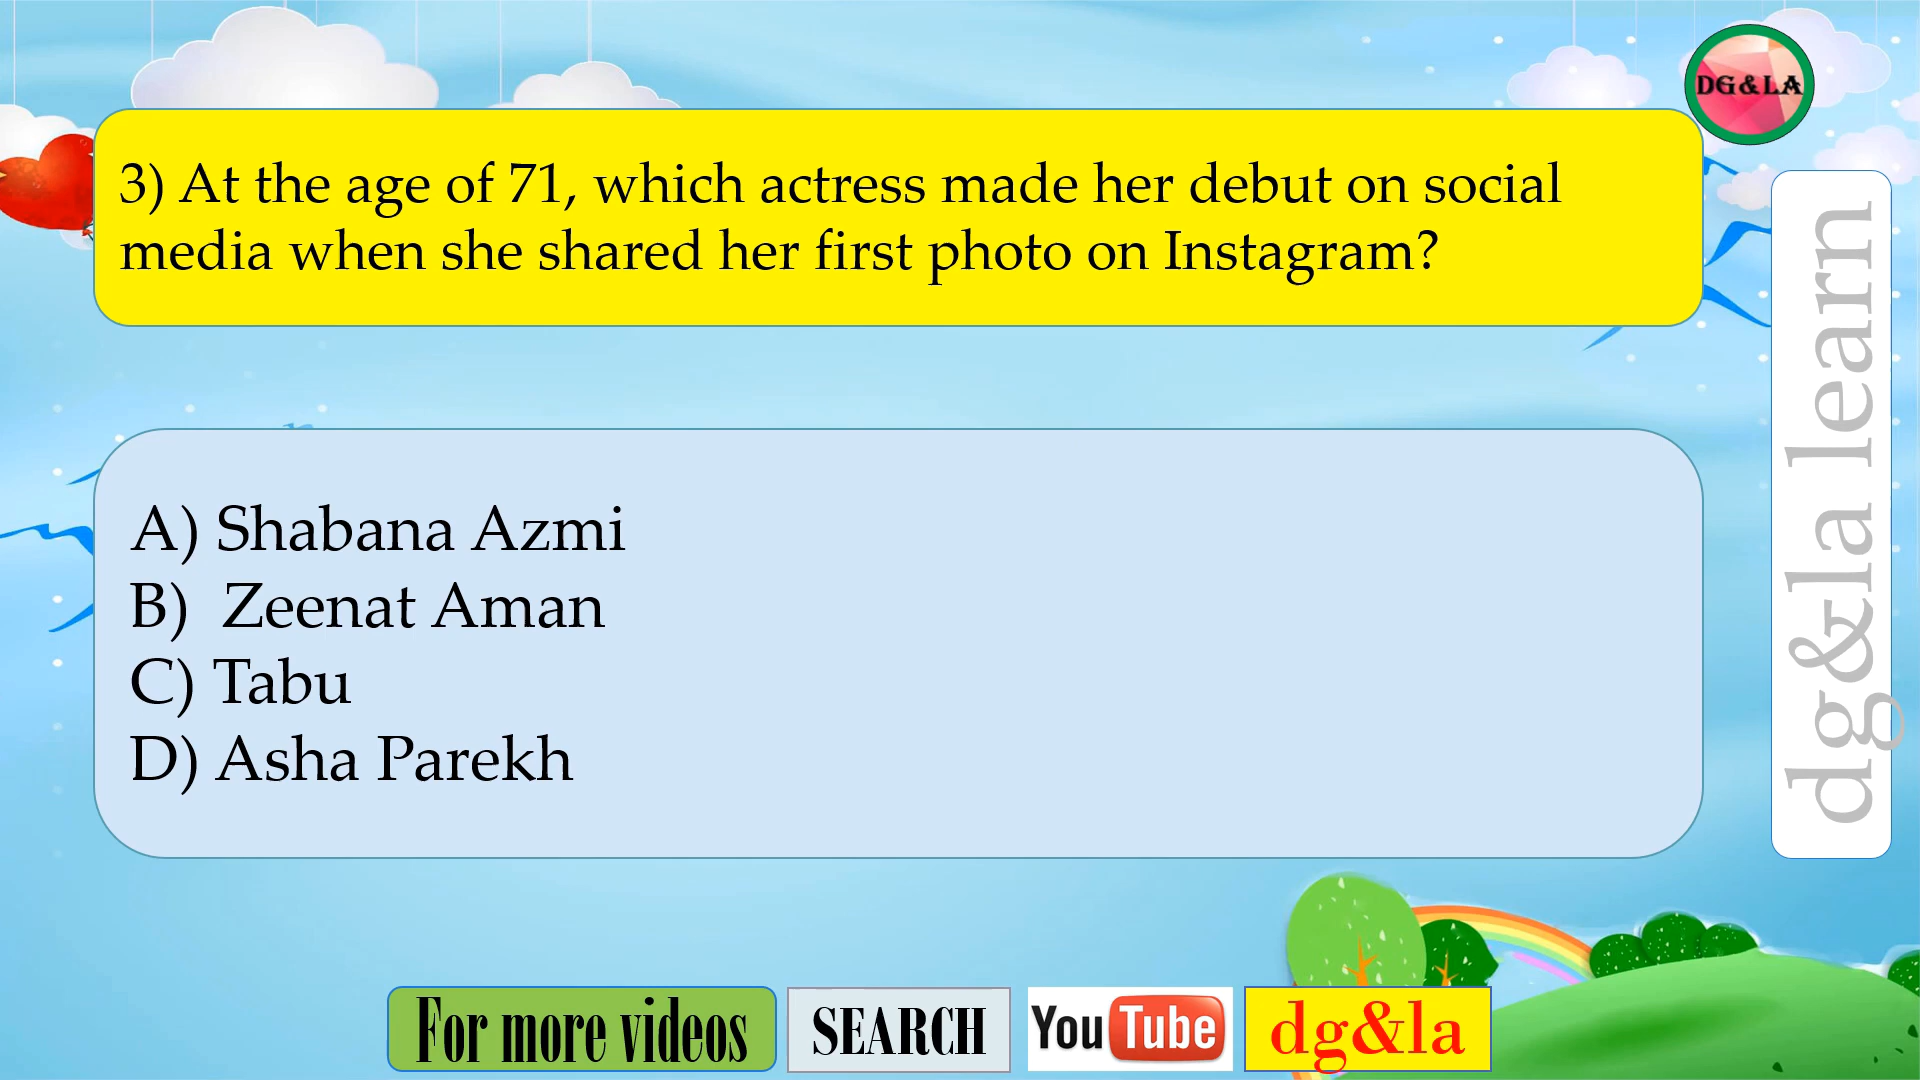 DG&LA
3) At the age of 71, which actress made her debut on social
media when she shared her first photo on Instagram?
A) Shabana Azmi
B) Zeenat Aman
C) Tabu
D) Asha Parekh
dg&la learn
For more videos
SEARCH
YouTube
dg&la